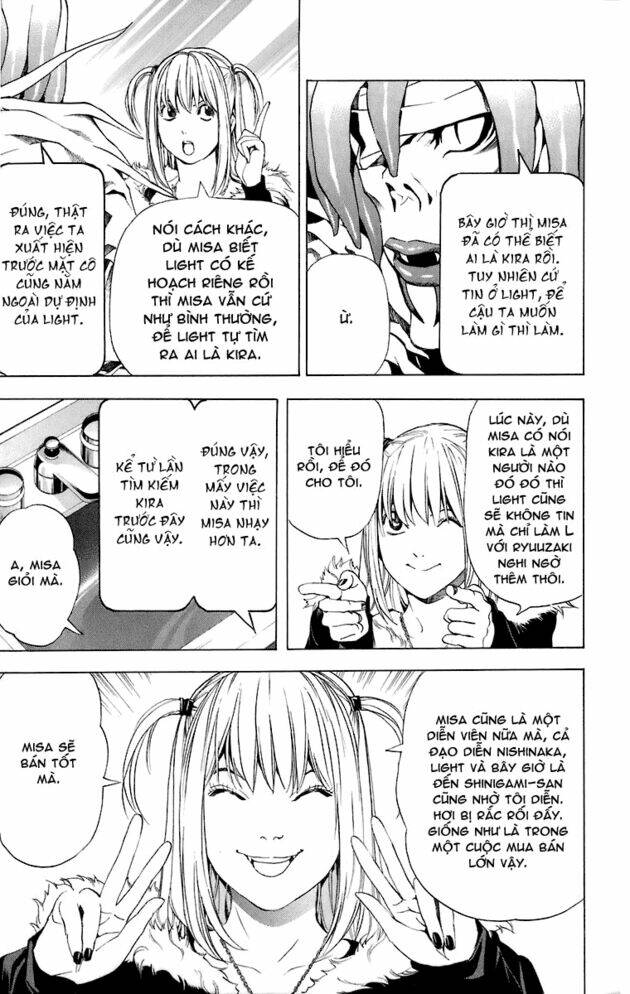 BÂY GIỜ THÌ MISA
ĐÃ CÓ THỂ BIẾT
AI LÀ KIRA RỒI.
TUY NHIÊN CỨ
TIN Ở LIGHT, ĐỂ
CẬU TA MUỐN
LÀM GÌ THÌ LÀM.
Ừ.
NÓI CÁCH KHÁC,
DÙ MISA BIẾT
LIGHT CÓ KẾ
HOẠCH RIÊNG RỒI
THÌ MISA VẪN CỨ
NHƯ BÌNH THƯỜNG,
ĐỂ LIGHT TỰ TÌM
RA AI LÀ KIRA.
ĐÚNG, THẬT
RA VIỆC TA
XUẤT HIỆN
TRƯỚC MẶT CÔ
CŨNG NẰM
NGOÀI DỰ ĐỊNH
CỦA LIGHT.
LÚC NÀY, DÙ
MISA CÓ NÓI
KIRA LÀ MỘT
NGƯỜI NÀO
ĐÓ ĐÓ THÌ
LIGHT CŨNG
SẼ KHÔNG TIN
MÀ CHỈ LÀM L
VỚI RYUUZAKI
NGHI NGỜ
THÊM THÔI.
TÔI HIỂU
RỒI, ĐỂ ĐÓ
CHO TÔI.
ĐÚNG VẬY,
TRONG
MẤY VIỆC
NÀY THÌ
MISA NHẠY
HƠN TA.
KỂ TỪ LẦN
TÌM KIẾM
KIRA
TRƯỚC ĐÂY
CŨNG VẬY.
A, MISA
GIỎI MÀ.
MISA CŨNG LÀ MỘT
DIỄN VIÊN NỮA MÀ, CẢ
ĐẠO DIỄN NISHINAKA,
LIGHT VÀ BÂY GIỜ LÀ
ĐẾN SHINIGAMI-SAN
CŨNG NHỜ TÔI DIỄN.
HƠI BỊ RẮC RỐI ĐẤY.
GIỐNG NHƯ LÀ TRONG
MỘT CUỘC MUA BÁN
LỚN VẬY.
MISA SẼ
BÁN TỐT
MÀ.